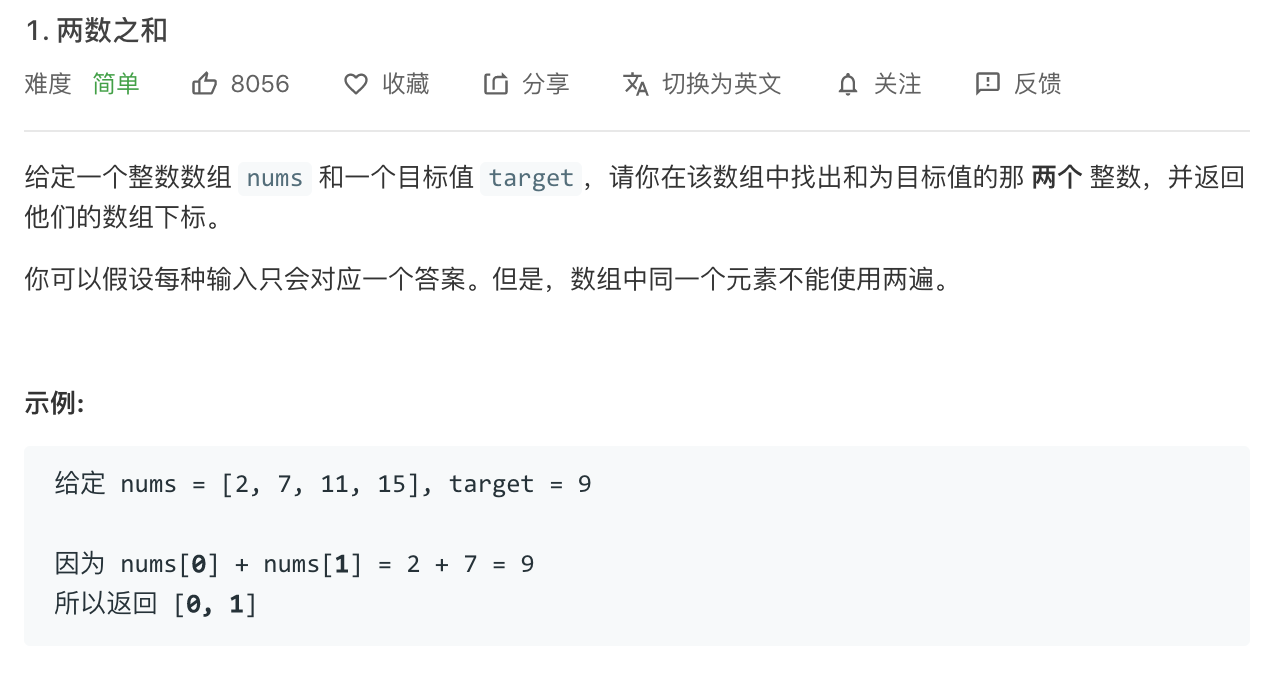 1. 两数之和
难度 简单 8056 收藏 分享 切换为英文 关注 反馈
给定一个整数数组 nums 和一个目标值 target，请你在该数组中找出和为目标值的那 两个 整数，并返回
他们的数组下标。
你可以假设每种输入只会对应一个答案。但是，数组中同一个元素不能使用两遍。
示例:
给定 nums = [2, 7, 11, 15], target = 9
因为 nums[0] + nums[1] = 2 + 7 = 9
所以返回 [0, 1]